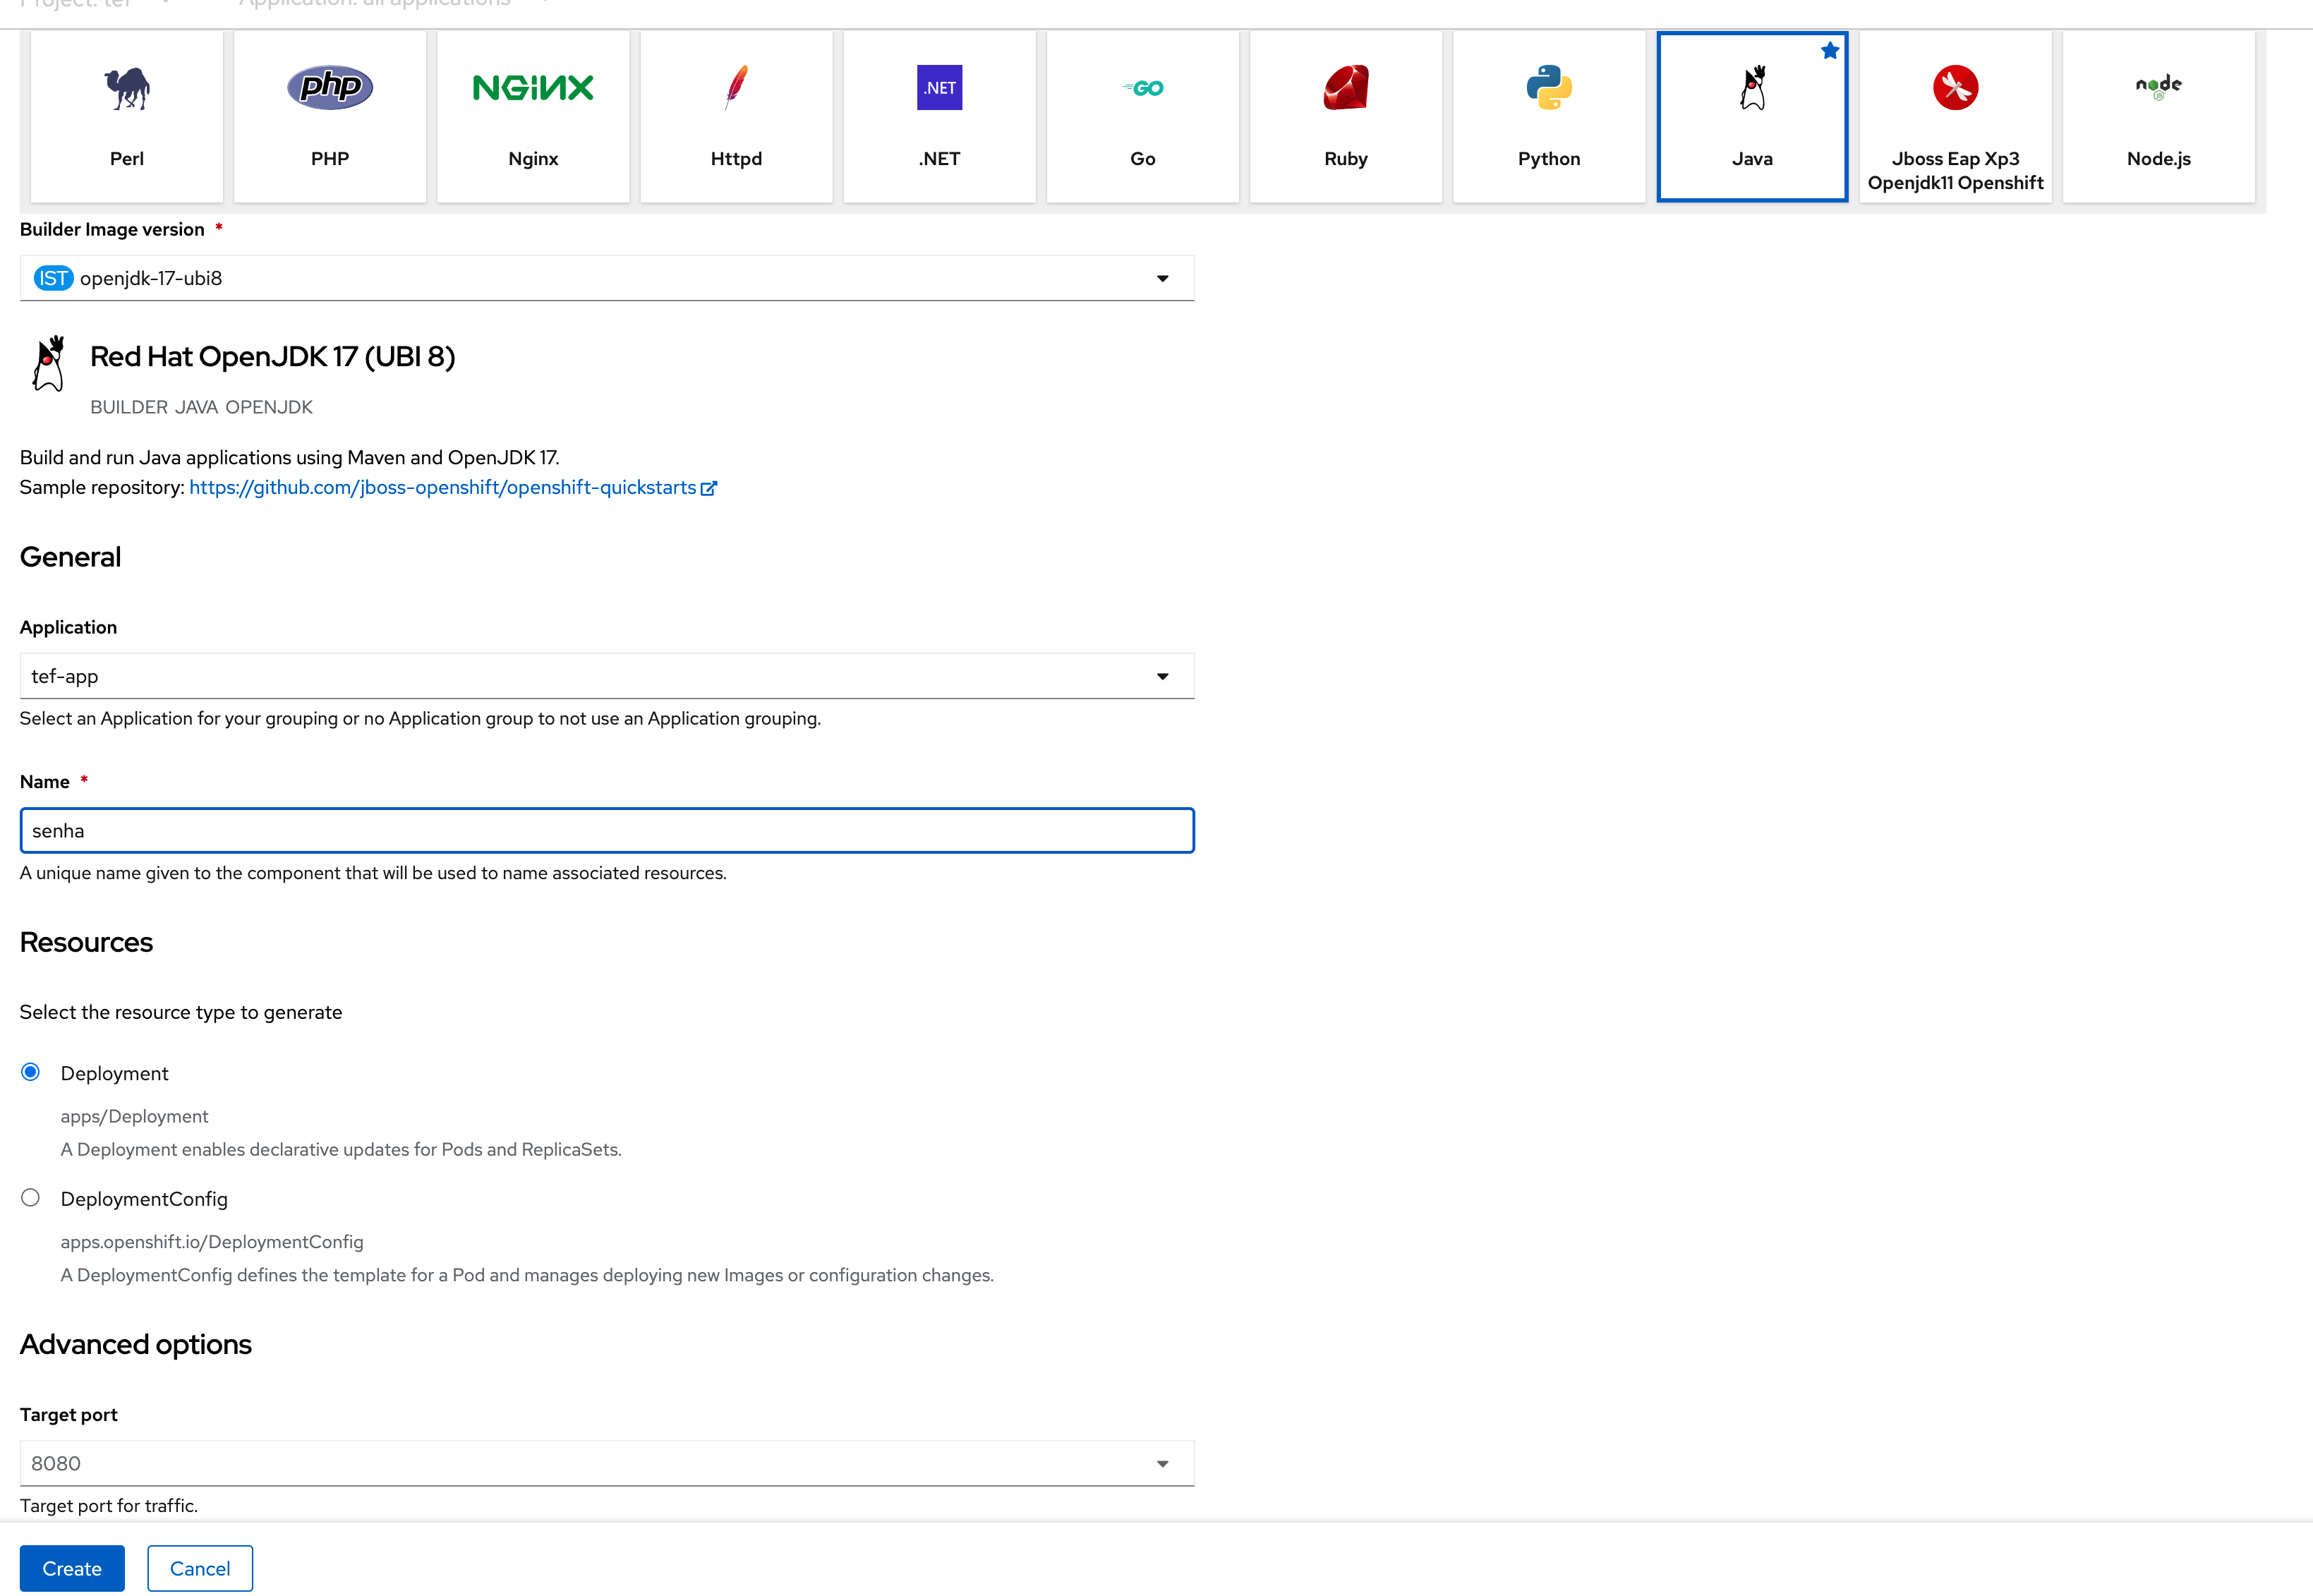 Project: tef Application: all applications
php NGINX .NET GO node
JS
Perl PHP Nginx Httpd .NET Go Ruby Python Java Jboss Eap Xp3 Openjdk11 Openshift Node.js
Builder Image version *
IST openjdk-17-ubi8
Red Hat OpenJDK 17 (UBI 8)
BUILDER JAVA OPENJDK
Build and run Java applications using Maven and OpenJDK 17.
Sample repository: https://github.com/jboss-openshift/openshift-quickstarts
General
Application
tef-app
Select an Application for your grouping or no Application group to not use an Application grouping.
Name *
senha
A unique name given to the component that will be used to name associated resources.
Resources
Select the resource type to generate
Deployment
apps/Deployment
A Deployment enables declarative updates for Pods and ReplicaSets.
DeploymentConfig
apps.openshift.io/DeploymentConfig
A DeploymentConfig defines the template for a Pod and manages deploying new Images or configuration changes.
Advanced options
Target port
8080
Target port for traffic.
Create Cancel